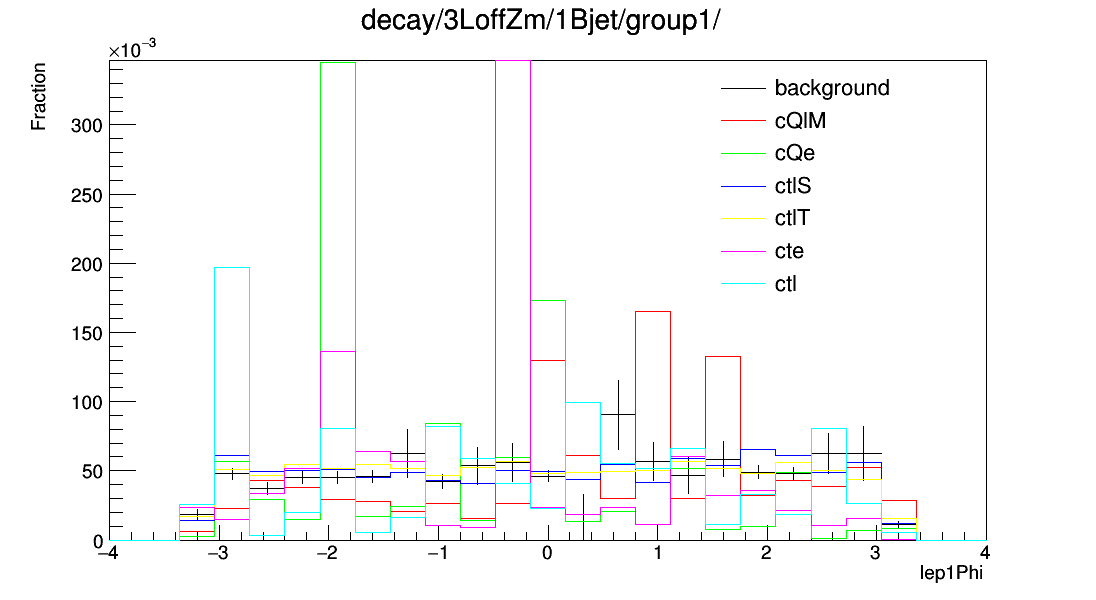 decay/3LoffZm/1Bjet/group1/
×10⁻³
Fraction
background
cQlM
cQe
ctlS
ctlT
cte
ctl
300
250
200
150
100
50
0
−4 −3 −2 −1 0 1 2 3 4
lep1Phi